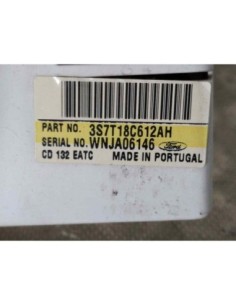 PART NO. 3S7T18C612AH
SERIAL NO. WNJA06146 Ford
CD 132 EATC MADE IN PORTUGAL